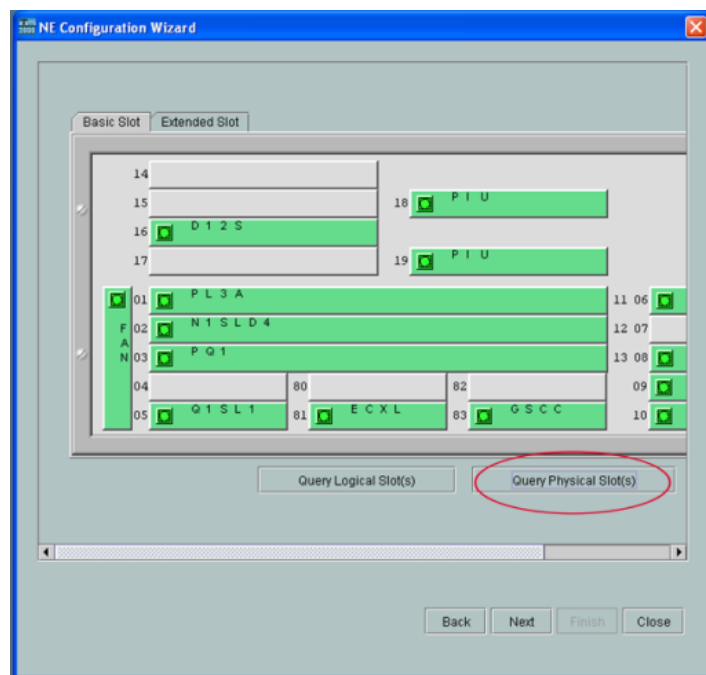 NE Configuration Wizard
Basic Slot Extended Slot
14
15
18 PIU
16 D12S
17
19 PIU
FAN
01 PL3A 11 06
02 N1SLD4 12 07
03 PQ1 13 08
04 80 82 09
05 Q1SL1 81 ECXL 83 GSCC 10
Query Logical Slot(s) Query Physical Slot(s)
Back Next Finish Close